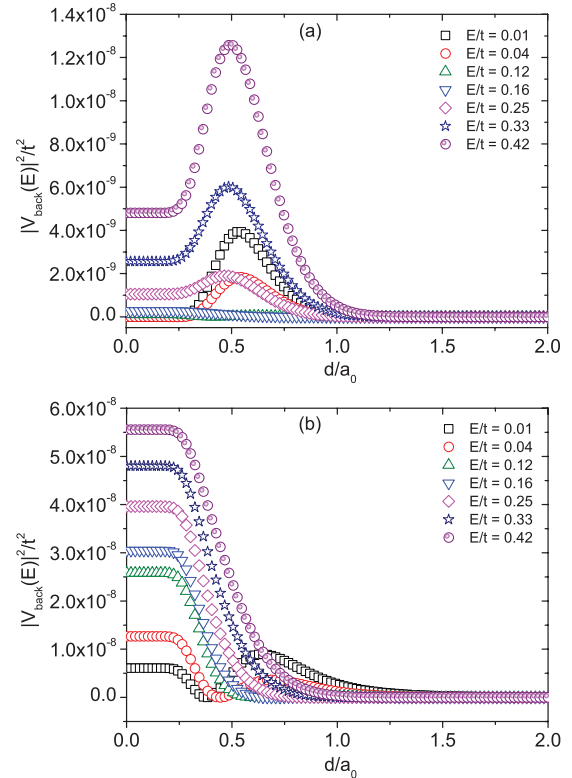 (a)
1.4x10⁻⁸
1.2x10⁻⁸
1.0x10⁻⁸
8.0x10⁻⁹
6.0x10⁻⁹
4.0x10⁻⁹
2.0x10⁻⁹
0.0
|V_back(E)|²/t²
E/t = 0.01
E/t = 0.04
E/t = 0.12
E/t = 0.16
E/t = 0.25
E/t = 0.33
E/t = 0.42
0.0 0.5 1.0 1.5 2.0
d/a₀
(b)
6.0x10⁻⁸
5.0x10⁻⁸
4.0x10⁻⁸
3.0x10⁻⁸
2.0x10⁻⁸
1.0x10⁻⁸
0.0
|V_back(E)|²/t²
E/t = 0.01
E/t = 0.04
E/t = 0.12
E/t = 0.16
E/t = 0.25
E/t = 0.33
E/t = 0.42
0.0 0.5 1.0 1.5 2.0
d/a₀